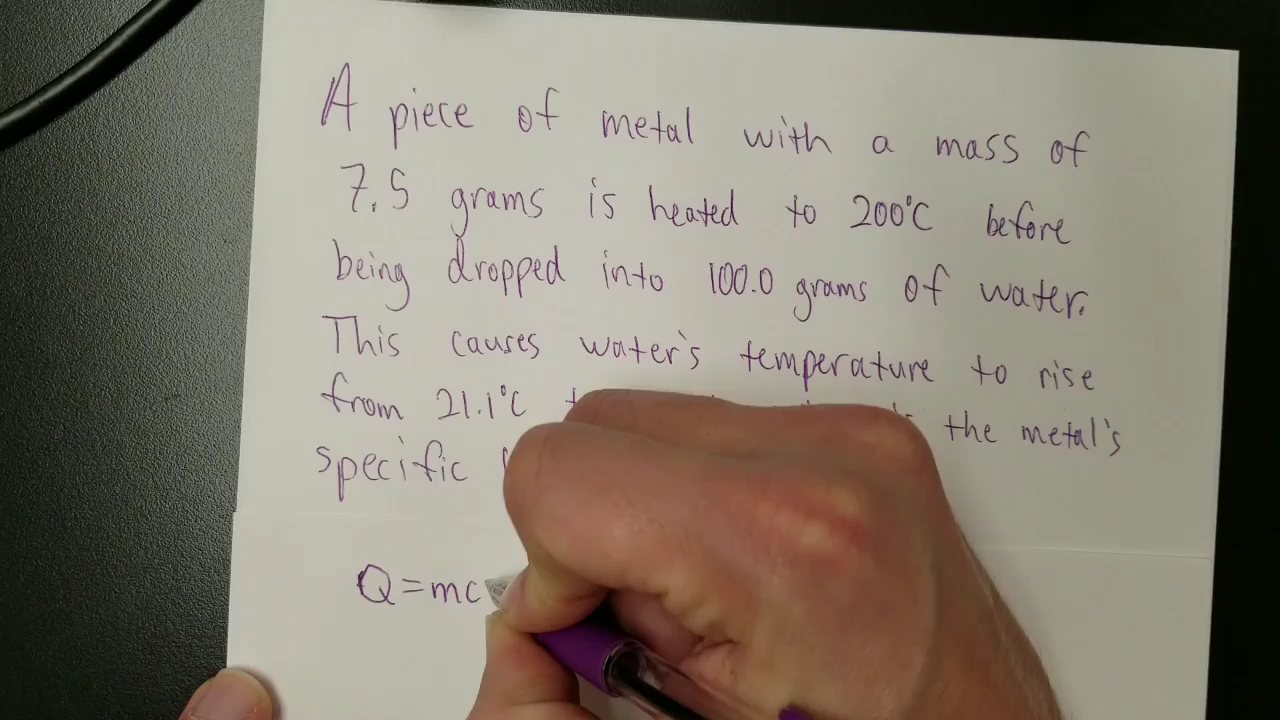 A piece of metal with a mass of
7.5 grams is heated to 200°C before
being dropped into 100.0 grams of water.
This causes water's temperature to rise
from 21.1°C the metal's
specific
Q=mc